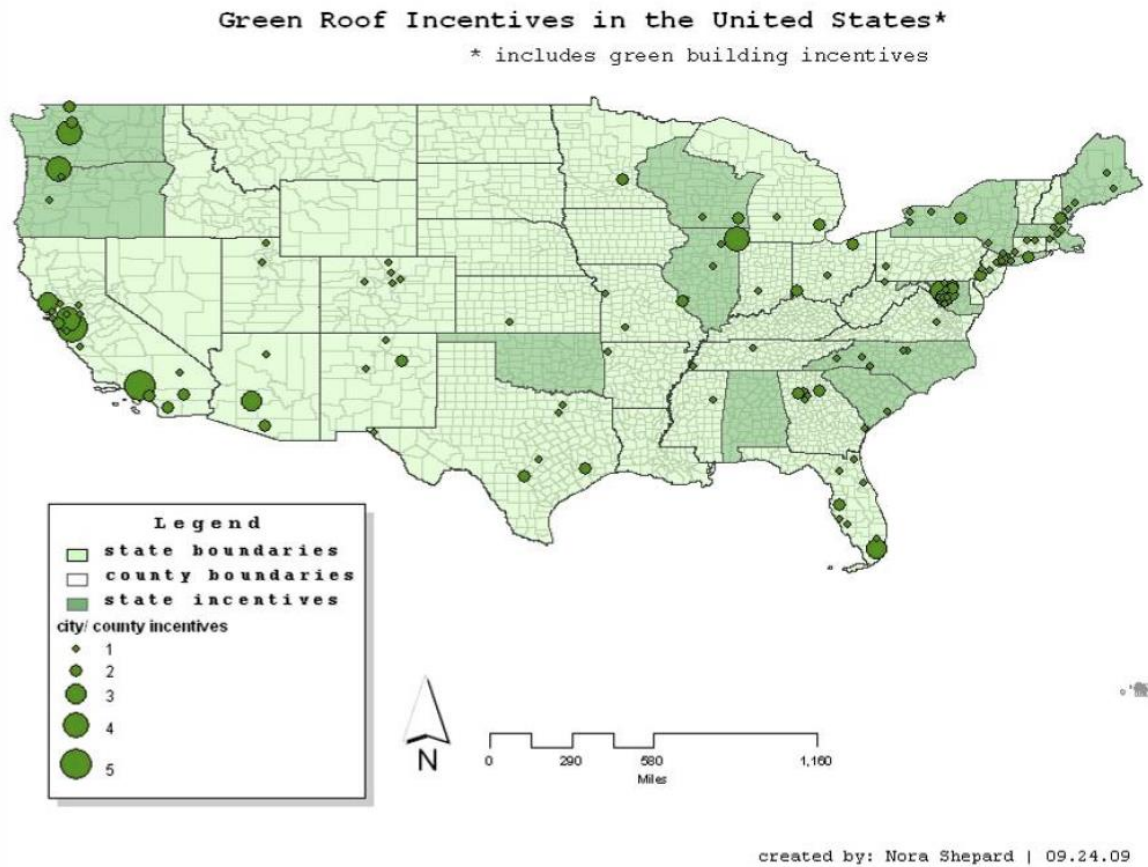 Green Roof Incentives in the United States*
* includes green building incentives
Legend
state boundaries
county boundaries
state incentives
city/ county incentives
1
2
3
4
5
N
0 290 580 1,160
Miles
created by: Nora Shepard | 09.24.09